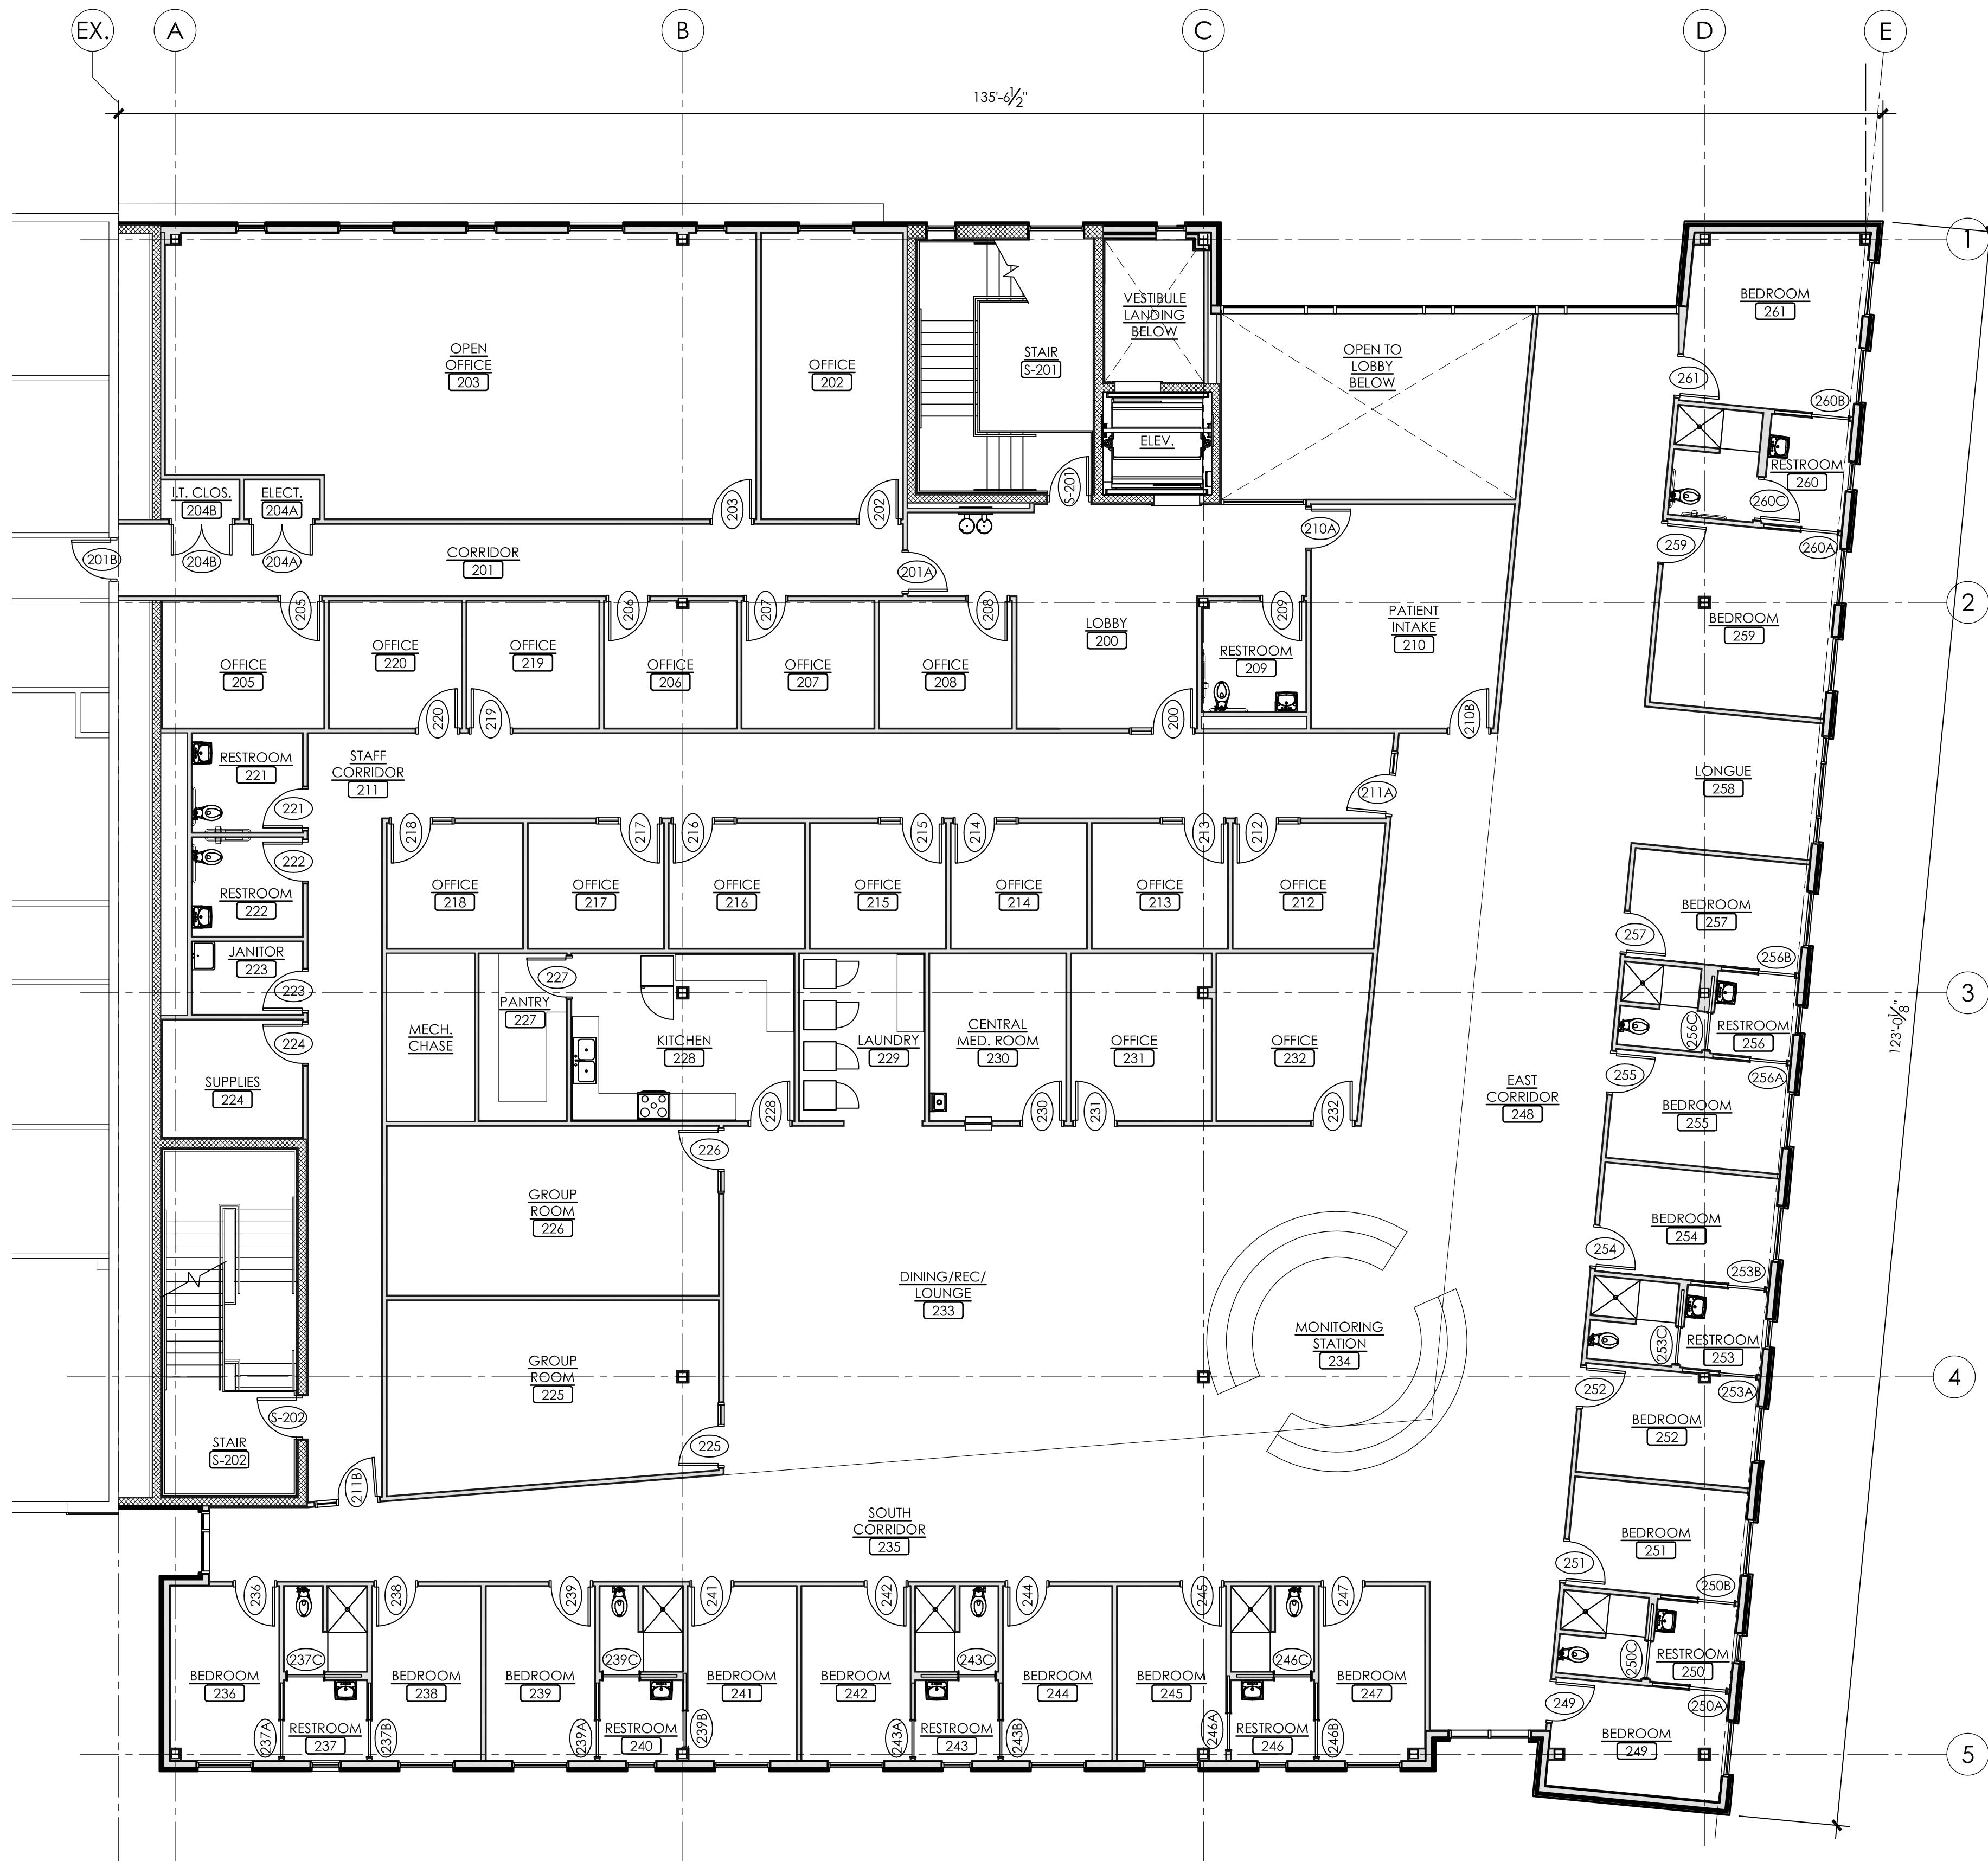 EX.
A
B
C
D
E
135'-6½"
1
2
3
4
5
123'-0⅛"
OPEN
OFFICE
203
OFFICE
202
STAIR
S-201
VESTIBULE
LANDING
BELOW
ELEV.
OPEN TO
LOBBY
BELOW
BEDROOM
261
261
260B
RESTROOM
260
260C
260A
259
BEDROOM
259
I.T. CLOS.
204B
ELECT.
204A
204B
204A
203
202
S-201
201B
CORRIDOR
201
201A
210A
205
206
207
208
209
OFFICE
205
OFFICE
220
OFFICE
219
OFFICE
206
OFFICE
207
OFFICE
208
LOBBY
200
RESTROOM
209
PATIENT
INTAKE
210
220
219
200
210B
RESTROOM
221
221
STAFF
CORRIDOR
211
211A
LONGUE
258
222
RESTROOM
222
218
217
216
215
214
213
212
OFFICE
218
OFFICE
217
OFFICE
216
OFFICE
215
OFFICE
214
OFFICE
213
OFFICE
212
BEDROOM
257
257
256B
JANITOR
223
223
224
SUPPLIES
224
MECH.
CHASE
PANTRY
227
227
KITCHEN
228
228
LAUNDRY
229
CENTRAL
MED. ROOM
230
230
OFFICE
231
231
OFFICE
232
232
256C
RESTROOM
256
256A
255
BEDROOM
255
EAST
CORRIDOR
248
226
GROUP
ROOM
226
BEDROOM
254
254
253B
DINING/REC/
LOUNGE
233
MONITORING
STATION
234
253C
RESTROOM
253
253A
252
BEDROOM
252
GROUP
ROOM
225
225
S-202
STAIR
S-202
211B
SOUTH
CORRIDOR
235
BEDROOM
251
251
250B
236
238
239
241
242
244
245
247
237C
239C
243C
246C
BEDROOM
236
BEDROOM
238
BEDROOM
239
BEDROOM
241
BEDROOM
242
BEDROOM
244
BEDROOM
245
BEDROOM
247
237A
RESTROOM
237
237B
239A
RESTROOM
240
239B
243A
RESTROOM
243
243B
246A
RESTROOM
246
246B
250C
RESTROOM
250
250A
249
BEDROOM
249